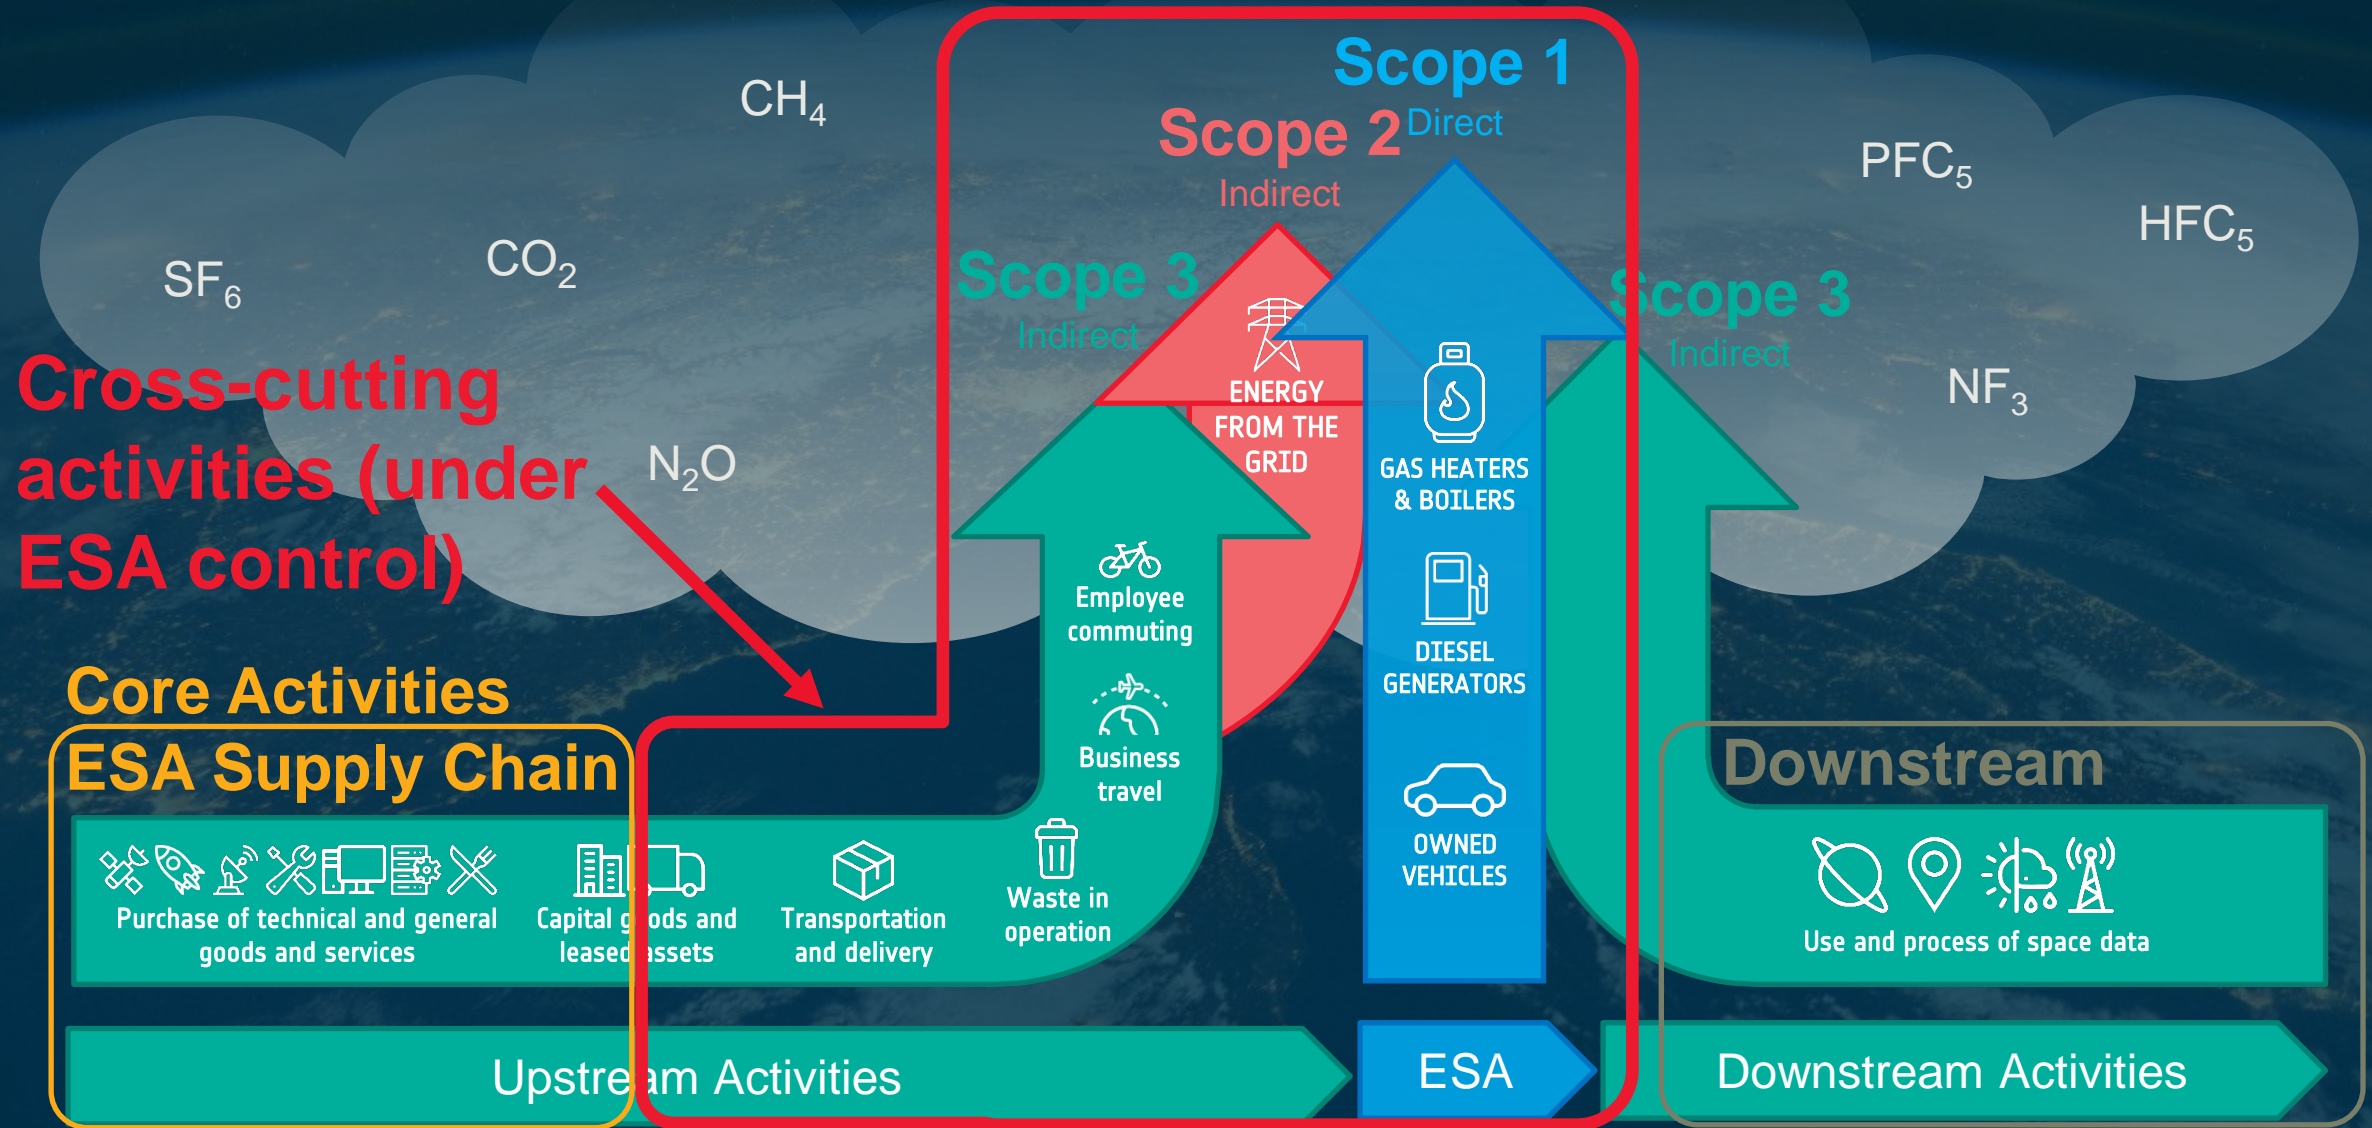 Scope 1
Direct
Scope 2
Indirect
Scope 3
Indirect
Scope 3
Indirect
CH₄
PFC₅
HFC₅
SF₆
CO₂
NF₃
N₂O
Cross-cutting
activities (under
ESA control)
ENERGY
FROM THE
GRID
GAS HEATERS
& BOILERS
DIESEL
GENERATORS
OWNED
VEHICLES
Employee
commuting
Business
travel
Waste in
operation
Core Activities
ESA Supply Chain
Purchase of technical and general
goods and services
Capital goods and
leased assets
Transportation
and delivery
Downstream
Use and process of space data
Upstream Activities
ESA
Downstream Activities